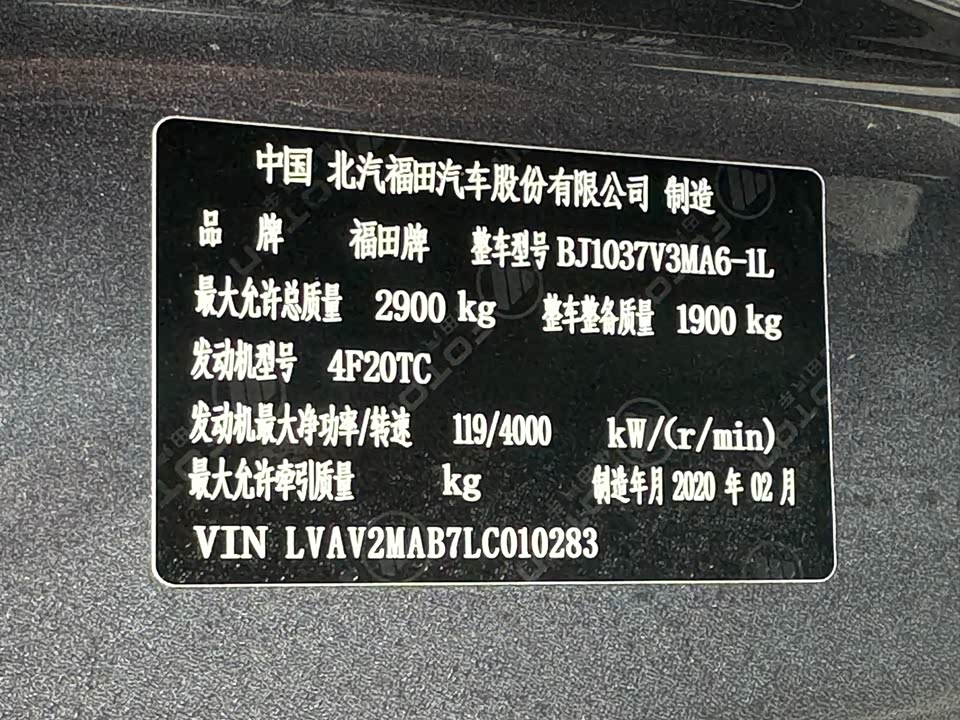 中国 北汽福田汽车股份有限公司 制造
品 牌 福田牌 整车型号 BJ1037V3MA6-1L
最大允许总质量 2900 kg 整车整备质量 1900 kg
发动机型号 4F20TC
发动机最大净功率/转速 119/4000 kW/(r/min)
最大允许牵引质量 kg 制造年月 2020 年 02 月
VIN LVAV2MAB7LC010283